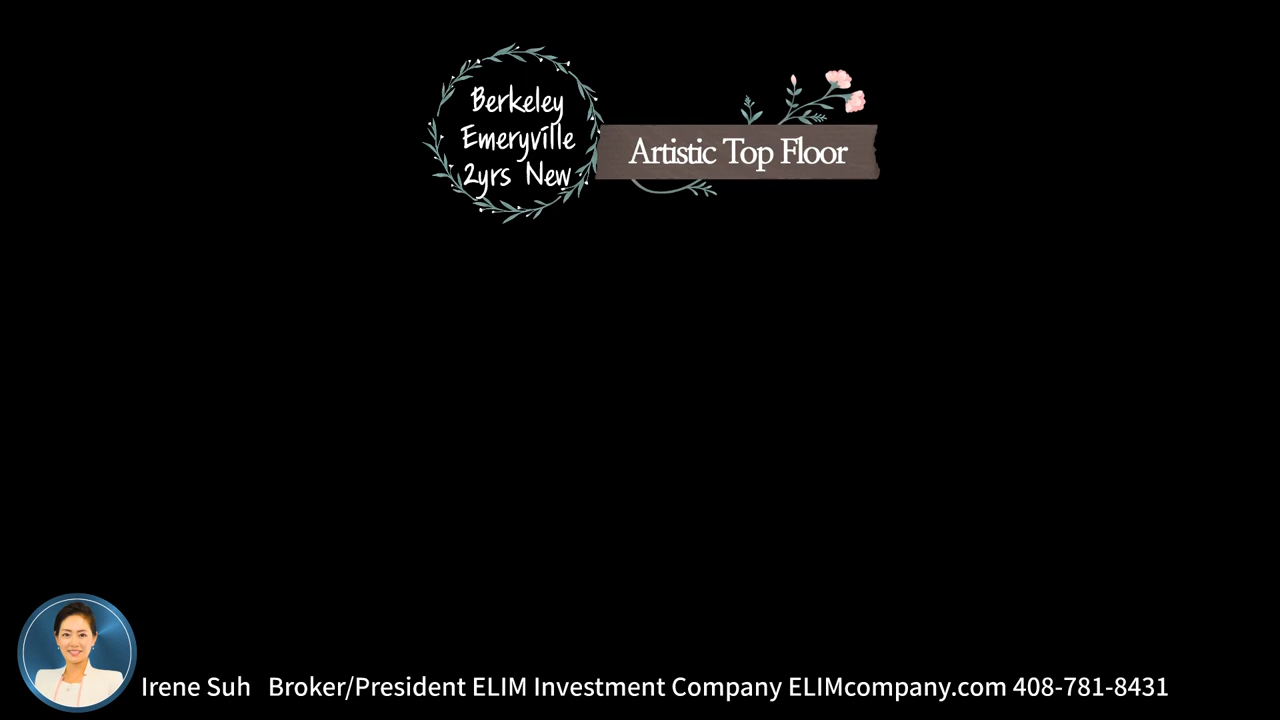 Berkeley
Emeryville
2yrs New
Artistic Top Floor
Irene Suh Broker/President ELIM Investment Company ELIMcompany.com 408-781-8431